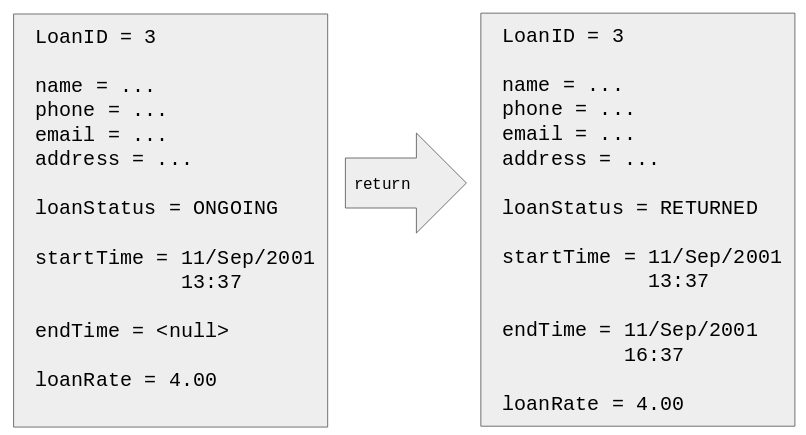 LoanID = 3
name = ...
phone = ...
email = ...
address = ...
loanStatus = ONGOING
startTime = 11/Sep/2001
13:37
endTime = <null>
loanRate = 4.00
return
LoanID = 3
name = ...
phone = ...
email = ...
address = ...
loanStatus = RETURNED
startTime = 11/Sep/2001
13:37
endTime = 11/Sep/2001
16:37
loanRate = 4.00